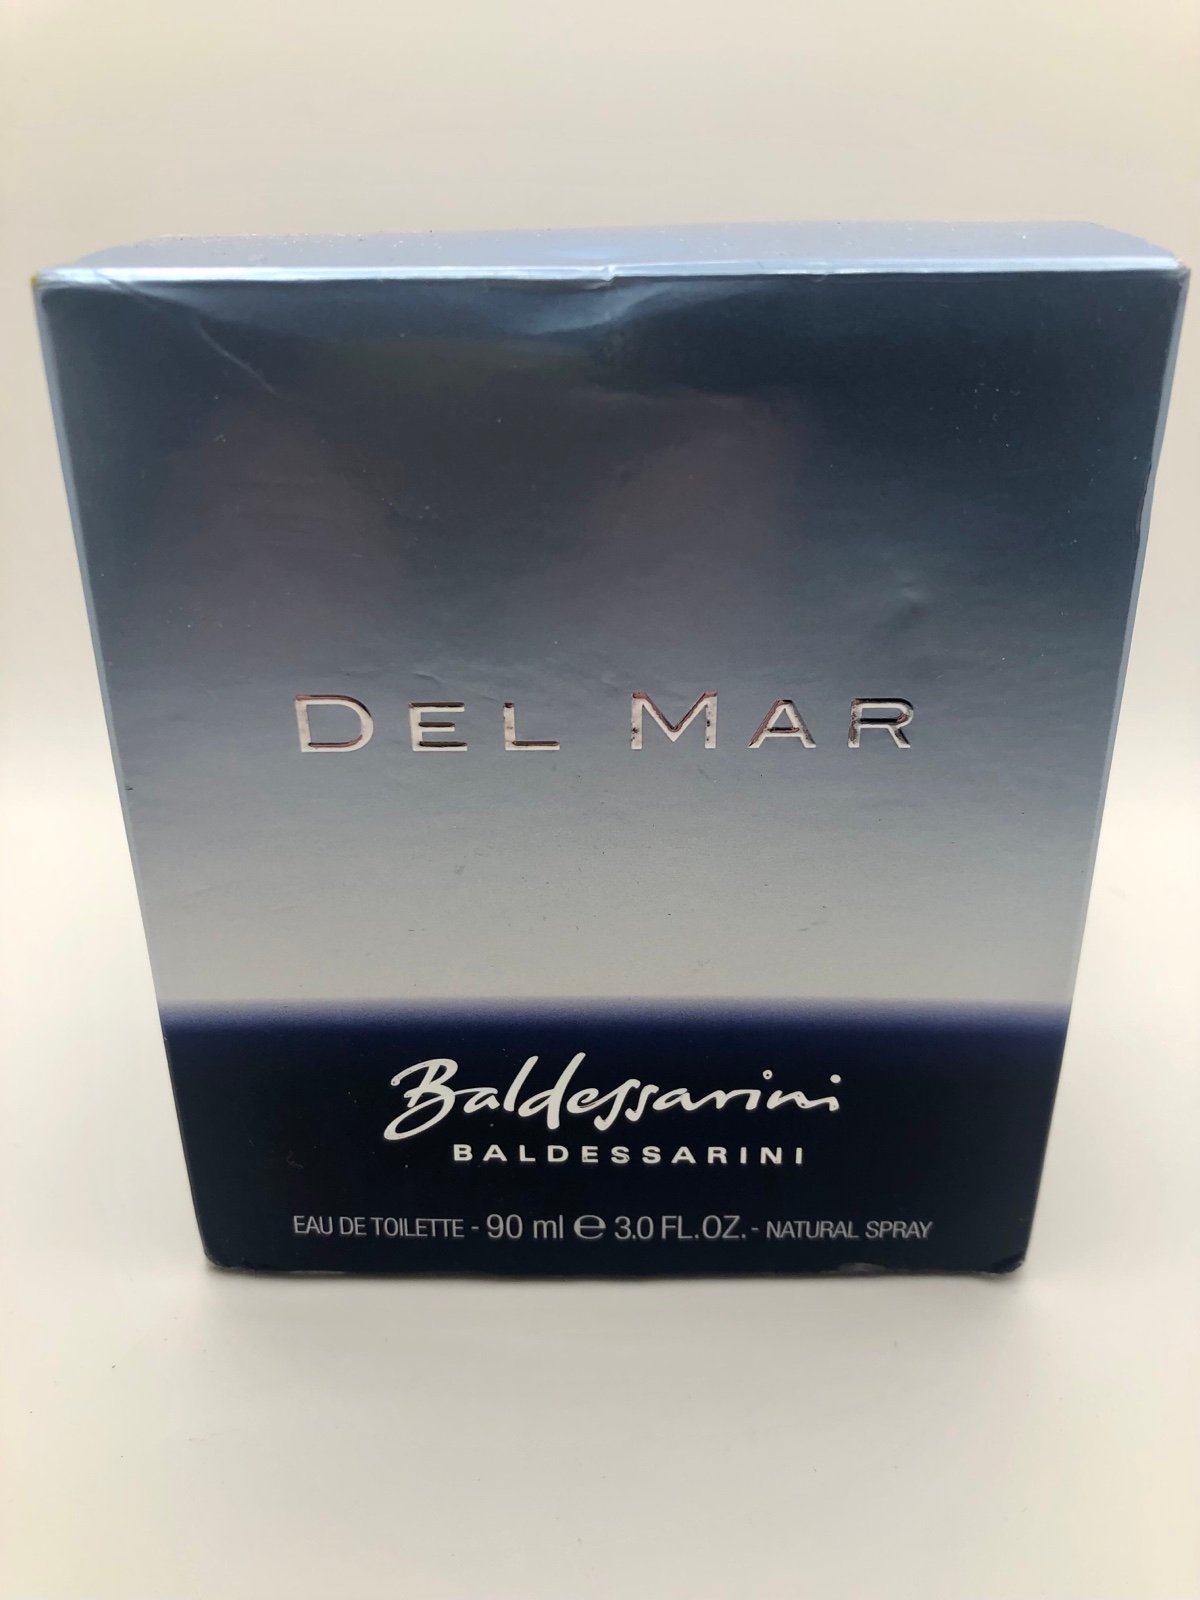 DEL MAR
Baldessarini
BALDESSARINI
EAU DE TOILETTE - 90 ml ℮ 3.0 FL.OZ. - NATURAL SPRAY